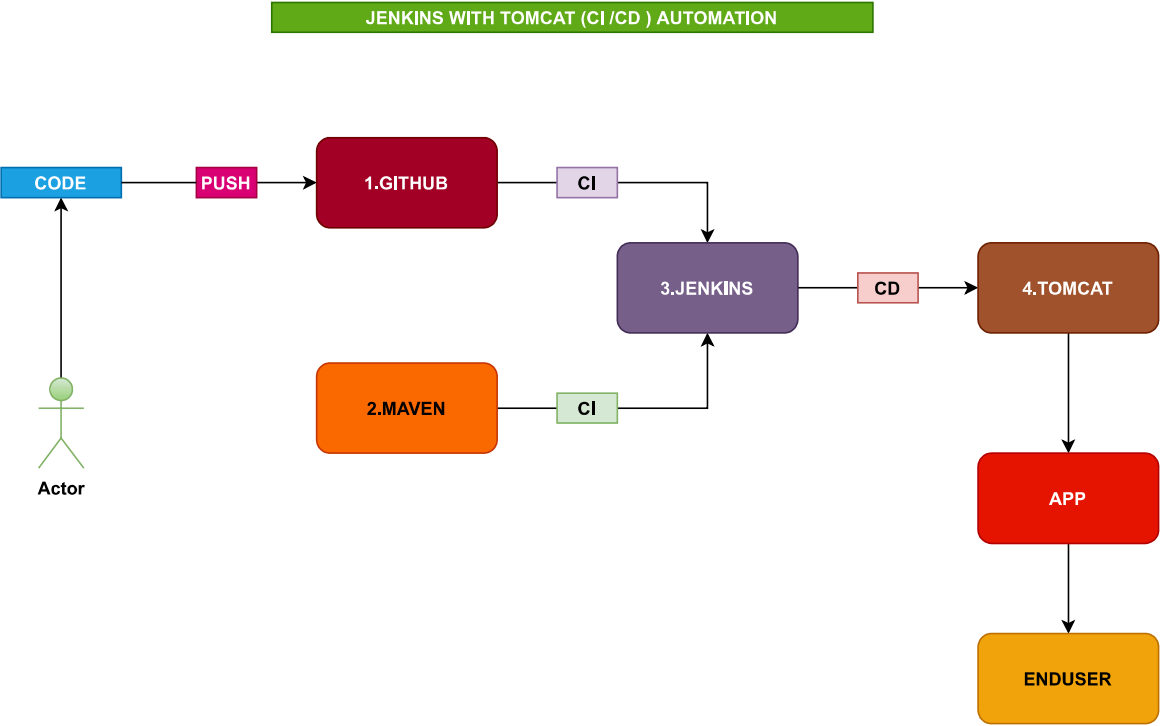 JENKINS WITH TOMCAT (CI /CD ) AUTOMATION
CODE
PUSH
1.GITHUB
CI
3.JENKINS
CD
4.TOMCAT
2.MAVEN
CI
Actor
APP
ENDUSER